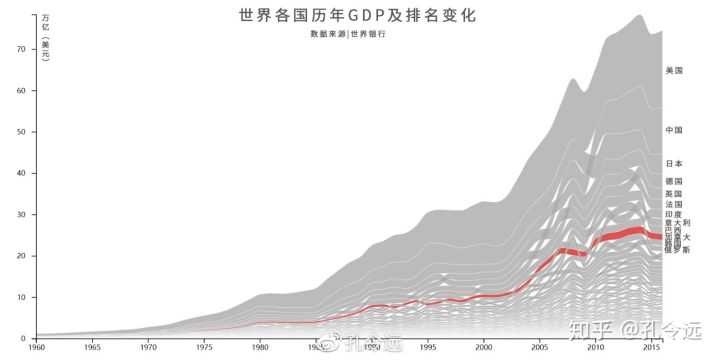 世界各国历年GDP及排名变化
数据来源|世界银行
万亿（美元）
70
60
50
40
30
20
10
0
美国
中国
日本
德国
英国
法国
印度
意大利
巴西
加拿大
韩国
俄罗斯
1960
1965
1970
1975
1980
1995
2000
2005
2010
2015
孔令远
知乎 @孔令远